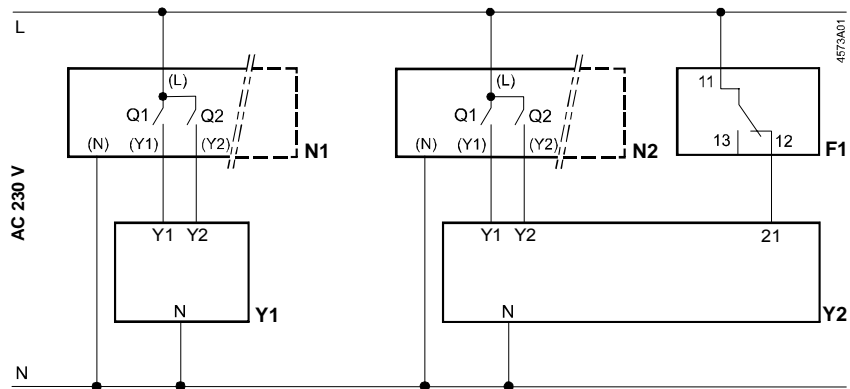 L
4573A01
(L)
(L)
11
Q1 Q2
Q1 Q2
(N) (Y1) (Y2)
N1
(N) (Y1) (Y2)
N2
13 12
F1
AC 230 V
Y1 Y2
Y1 Y2
21
N
Y1
N
Y2
N